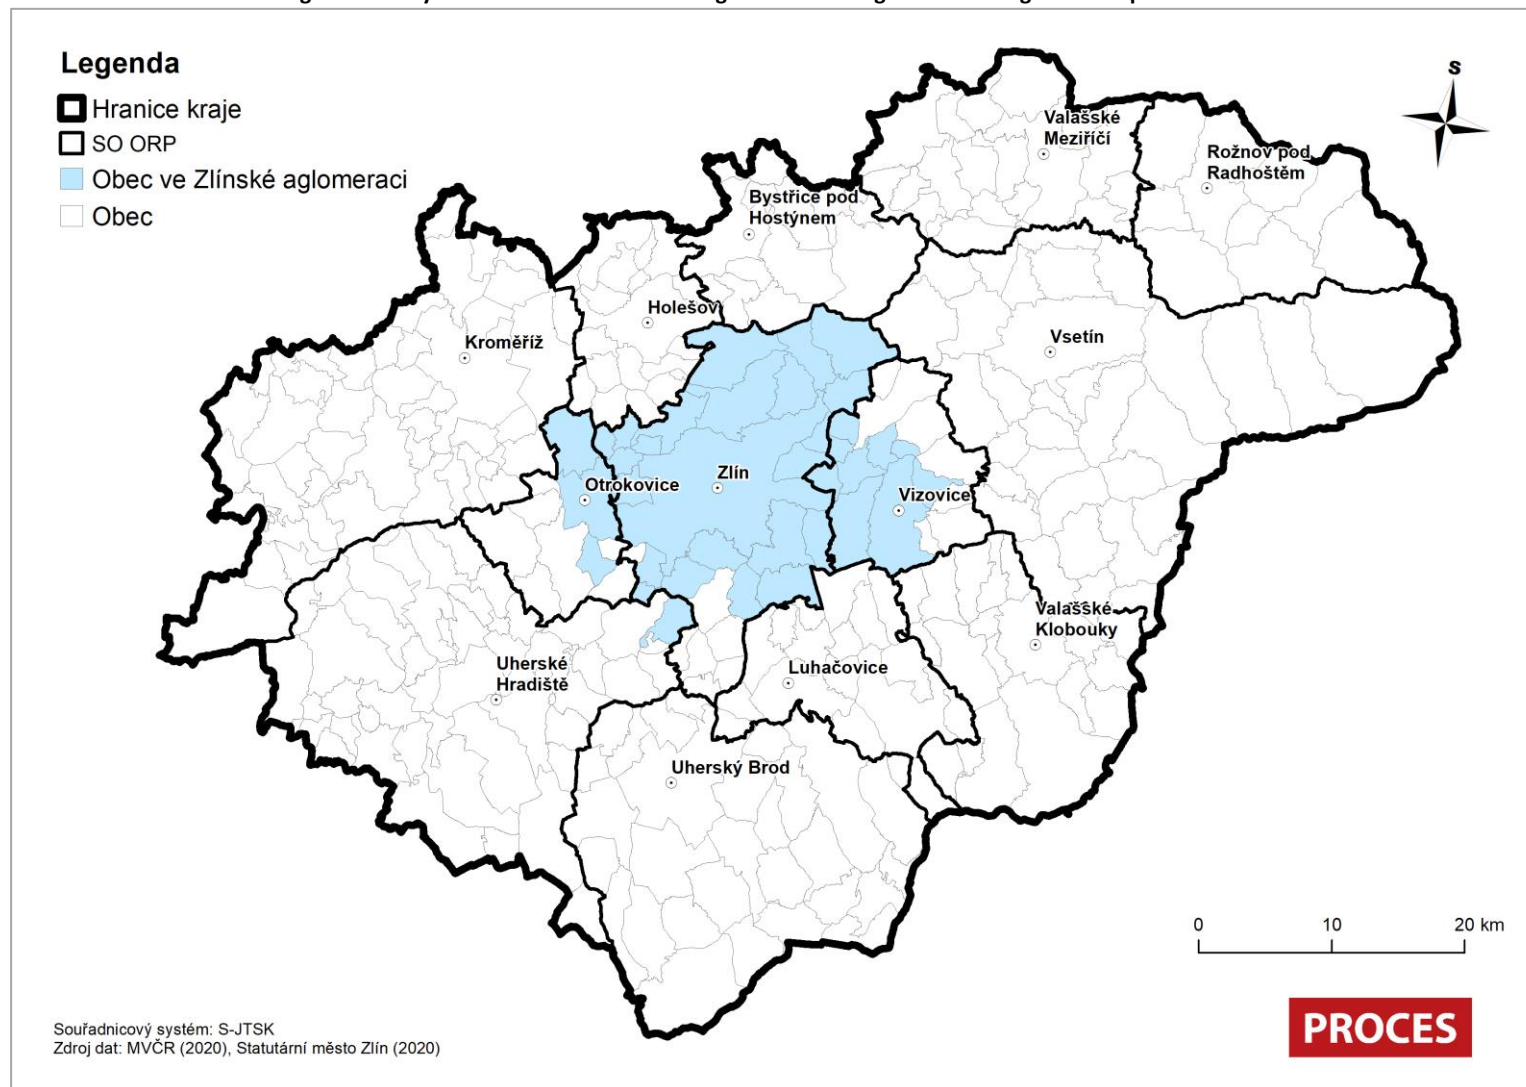 Legenda
Hranice kraje
SO ORP
Obec ve Zlínské aglomeraci
Obec
S
Valašské
Meziříčí
Rožnov pod
Radhoštěm
Bystřice pod
Hostýnem
Holešov
Kroměříž
Vsetín
Otrokovice
Zlín
Vizovice
Valašské
Klobouky
Uherské
Hradiště
Luhačovice
Uherský Brod
0 10 20 km
PROCES
Souřadnicový systém: S-JTSK
Zdroj dat: MVČR (2020), Statutární město Zlín (2020)